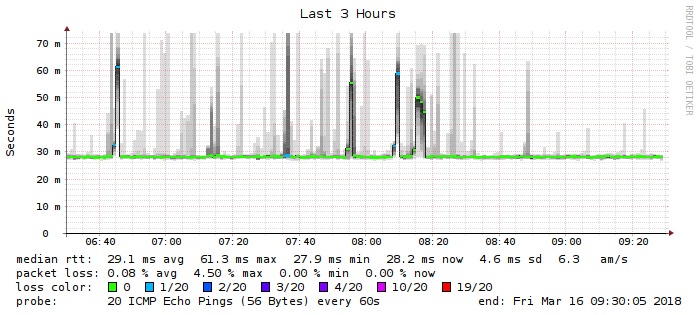 Last 3 Hours
RRDTOOL / TOBI OETIKER
Seconds
70 m
60 m
50 m
40 m
30 m
20 m
10 m
0
06:40 07:00 07:20 07:40 08:00 08:20 08:40 09:00 09:20
median rtt: 29.1 ms avg 61.3 ms max 27.9 ms min 28.2 ms now 4.6 ms sd 6.3 am/s
packet loss: 0.08 % avg 4.50 % max 0.00 % min 0.00 % now
loss color: 0 1/20 2/20 3/20 4/20 10/20 19/20
probe: 20 ICMP Echo Pings (56 Bytes) every 60s end: Fri Mar 16 09:30:05 2018